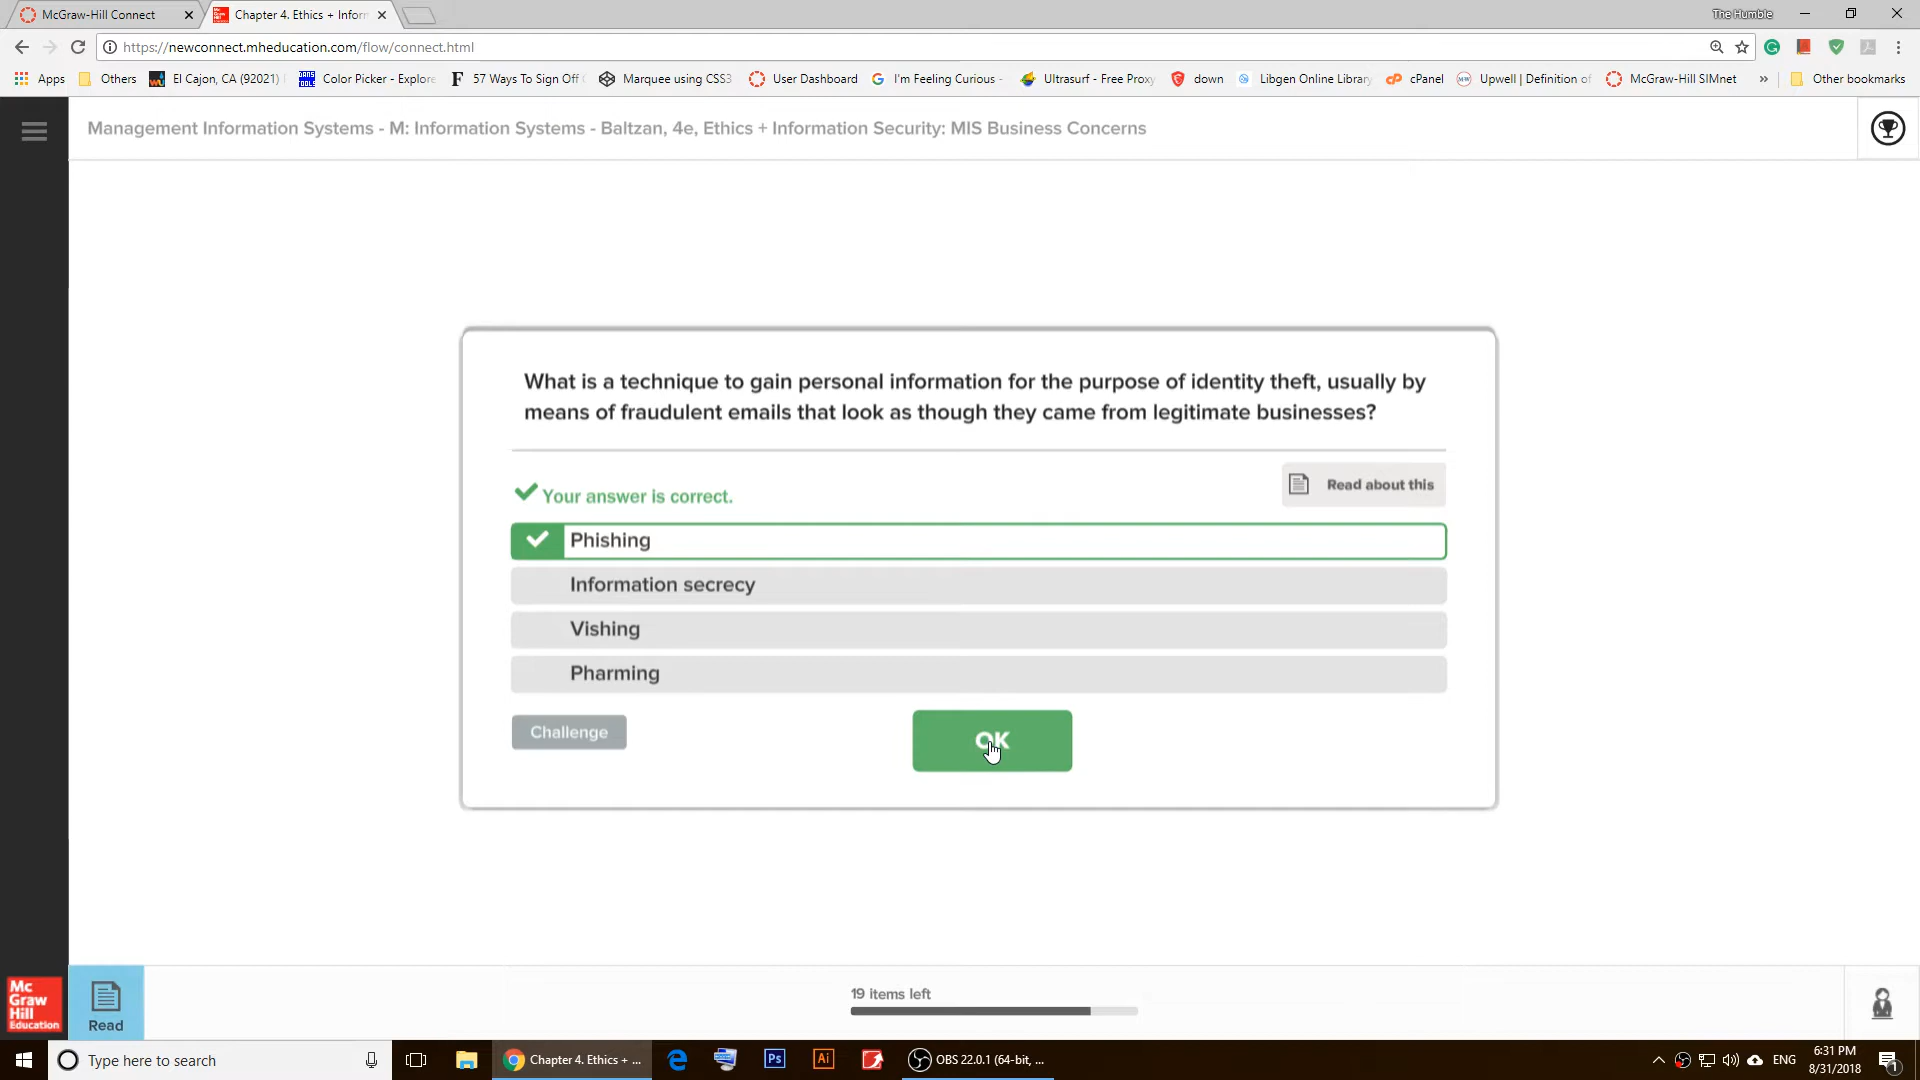 McGraw-Hill Connect
Chapter 4. Ethics + Inforr
The Humble
https://newconnect.mheducation.com/flow/connect.html
Apps
Others
El Cajon, CA (92021)
Color Picker - Explore
57 Ways To Sign Off
Marquee using CSS3
User Dashboard
I'm Feeling Curious -
Ultrasurf - Free Proxy
down
Libgen Online Library
cPanel
Upwell | Definition of
McGraw-Hill SIMnet
»
Other bookmarks
Management Information Systems - M: Information Systems - Baltzan, 4e, Ethics + Information Security: MIS Business Concerns
What is a technique to gain personal information for the purpose of identity theft, usually by
means of fraudulent emails that look as though they came from legitimate businesses?
Your answer is correct.
Read about this
Phishing
Information secrecy
Vishing
Pharming
Challenge
OK
19 items left
Mc
Graw
Hill
Education
Read
Type here to search
Chapter 4. Ethics + ...
Ps
Ai
OBS 22.0.1 (64-bit, ...
ENG
6:31 PM
8/31/2018
1